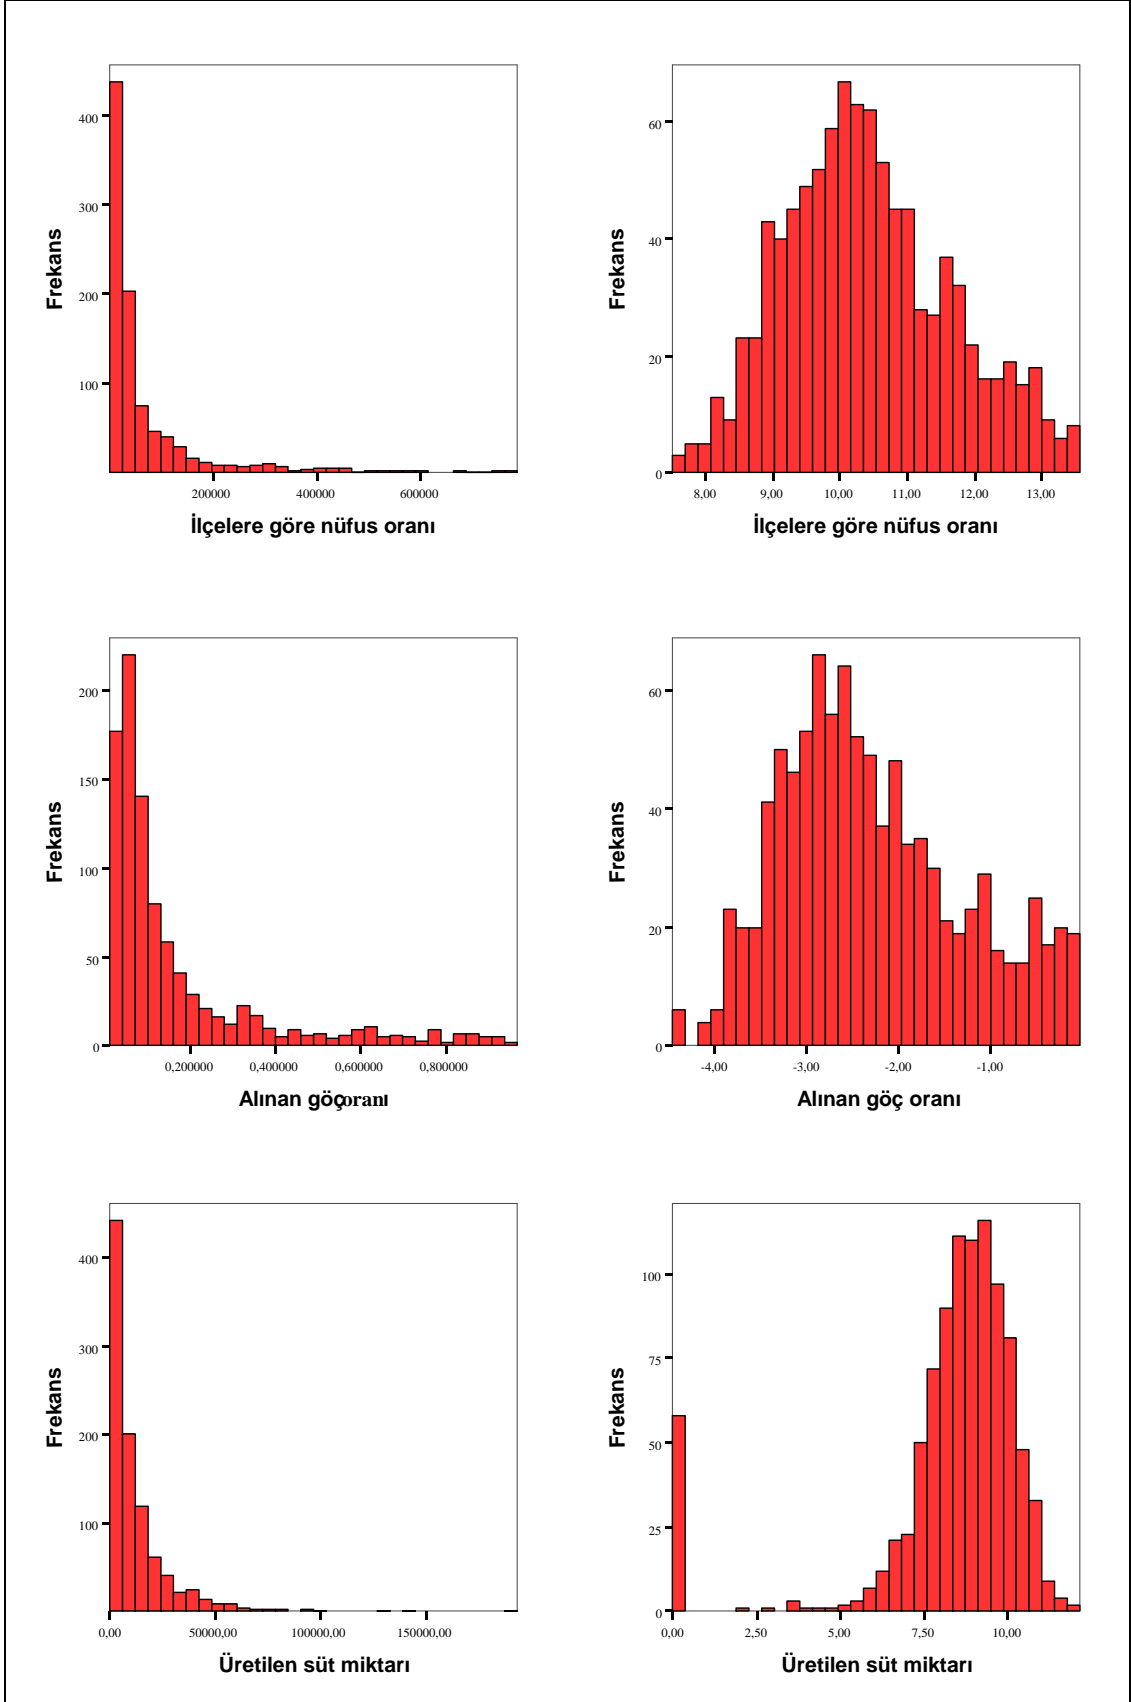 400
300
200
100
Frekans
200000 400000 600000
İlçelere göre nüfus oranı
60
40
20
0
Frekans
8,00 9,00 10,00 11,00 12,00 13,00
İlçelere göre nüfus oranı
200
150
100
50
0
Frekans
0,200000 0,400000 0,600000 0,800000
Alınan göçoranı
60
40
20
0
Frekans
-4,00 -3,00 -2,00 -1,00
Alınan göç oranı
400
300
200
100
Frekans
0,00 50000,00 100000,00 150000,00
Üretilen süt miktarı
100
75
50
25
0
Frekans
0,00 2,50 5,00 7,50 10,00
Üretilen süt miktarı